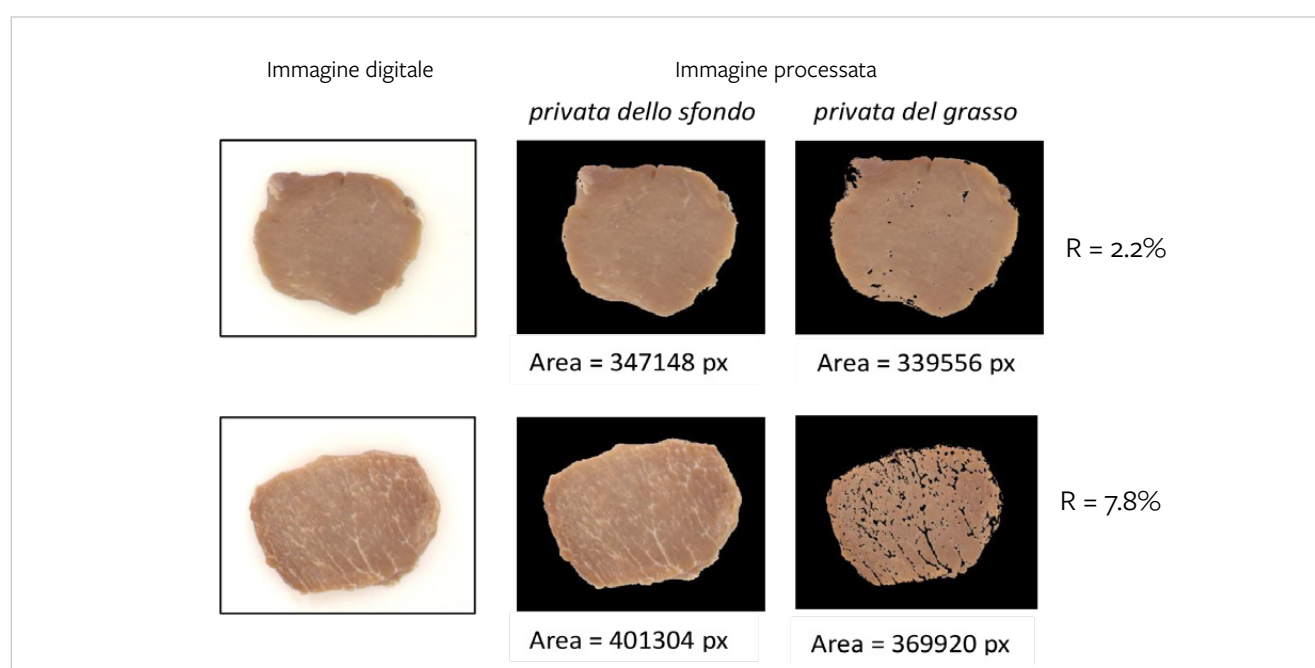 Immagine digitale
Immagine processata
privata dello sfondo
privata del grasso
R = 2.2%
Area = 347148 px
Area = 339556 px
R = 7.8%
Area = 401304 px
Area = 369920 px